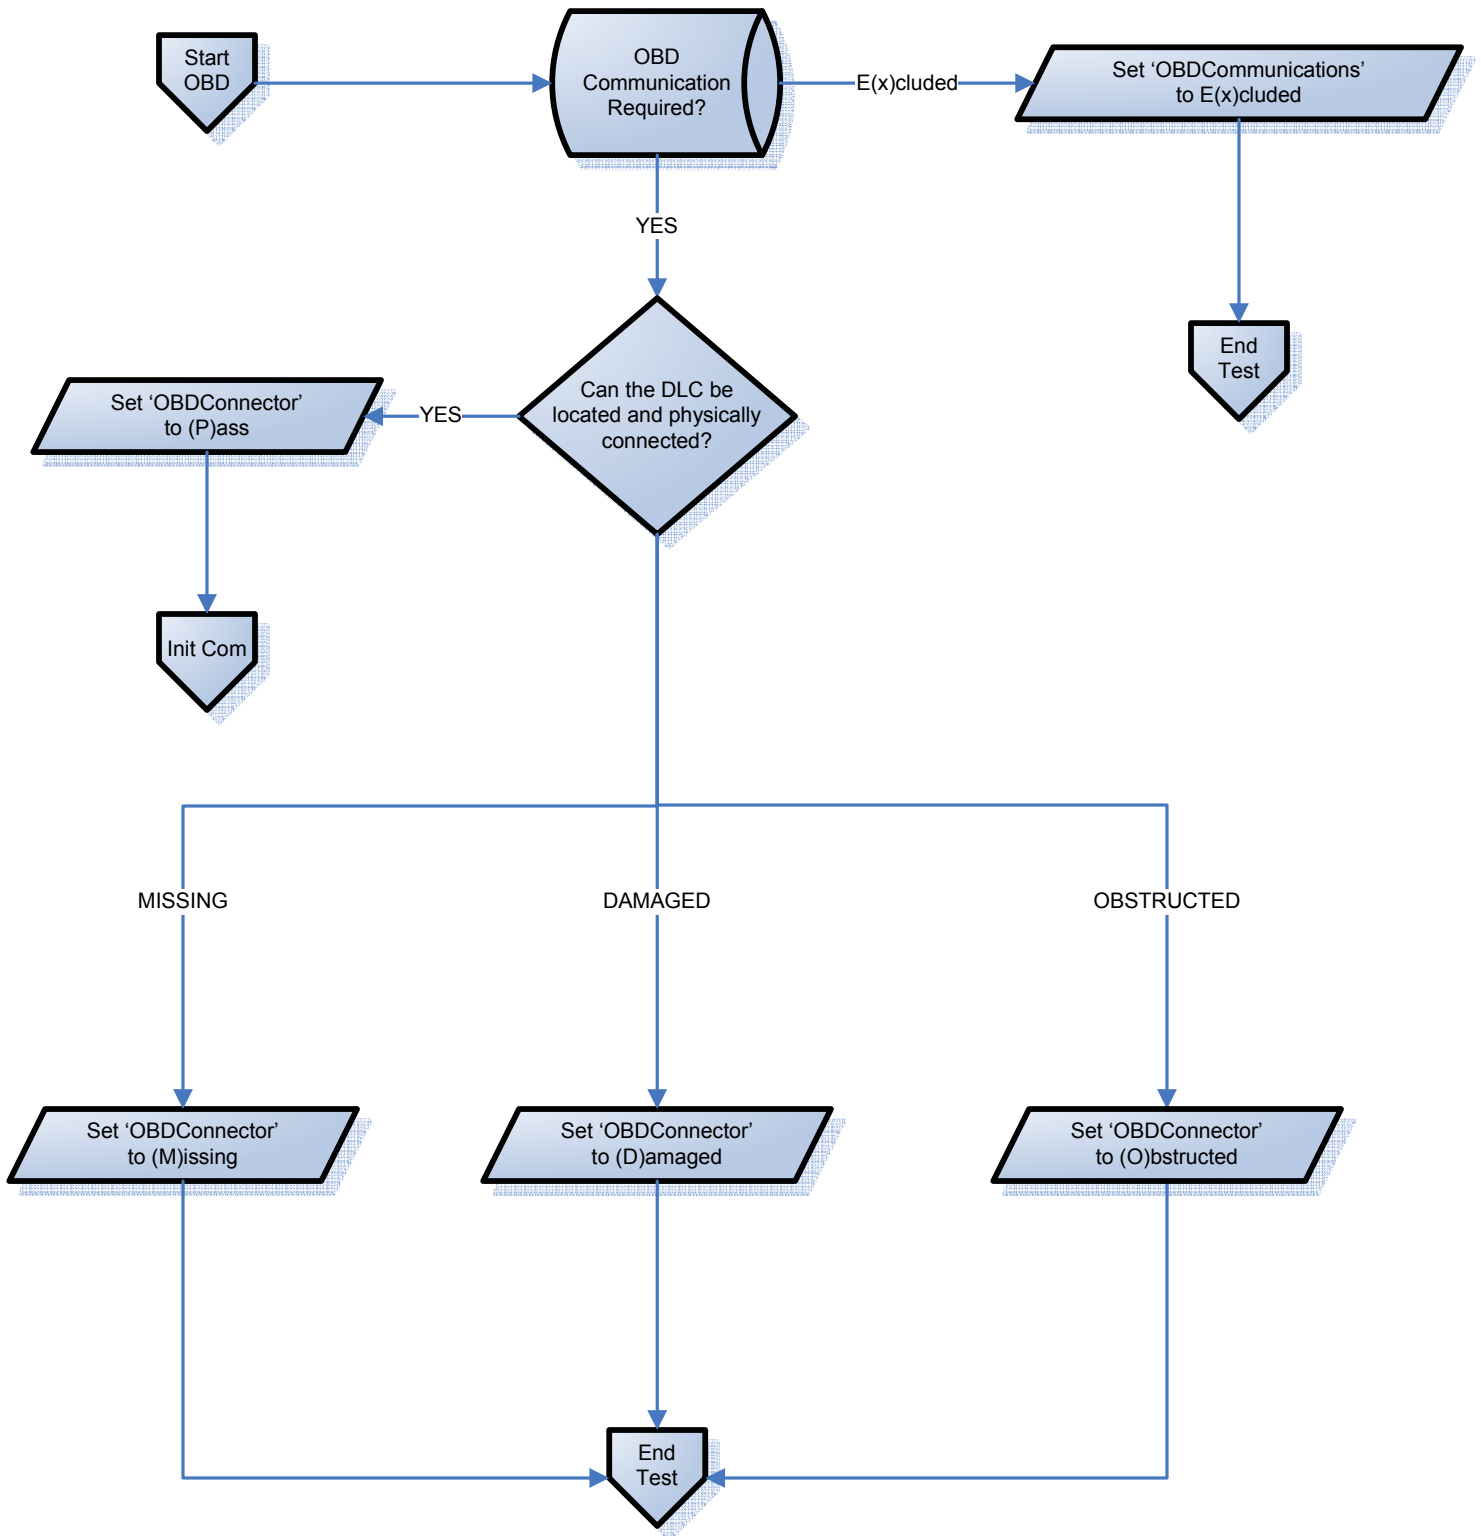 Start
OBD
OBD
Communication
Required?
E(x)cluded
Set ‘OBDCommunications’
to E(x)cluded
YES
End
Test
Can the DLC be
located and physically
connected?
YES
Set ‘OBDConnector’
to (P)ass
Init Com
MISSING
DAMAGED
OBSTRUCTED
Set ‘OBDConnector’
to (M)issing
Set ‘OBDConnector’
to (D)amaged
Set ‘OBDConnector’
to (O)bstructed
End
Test